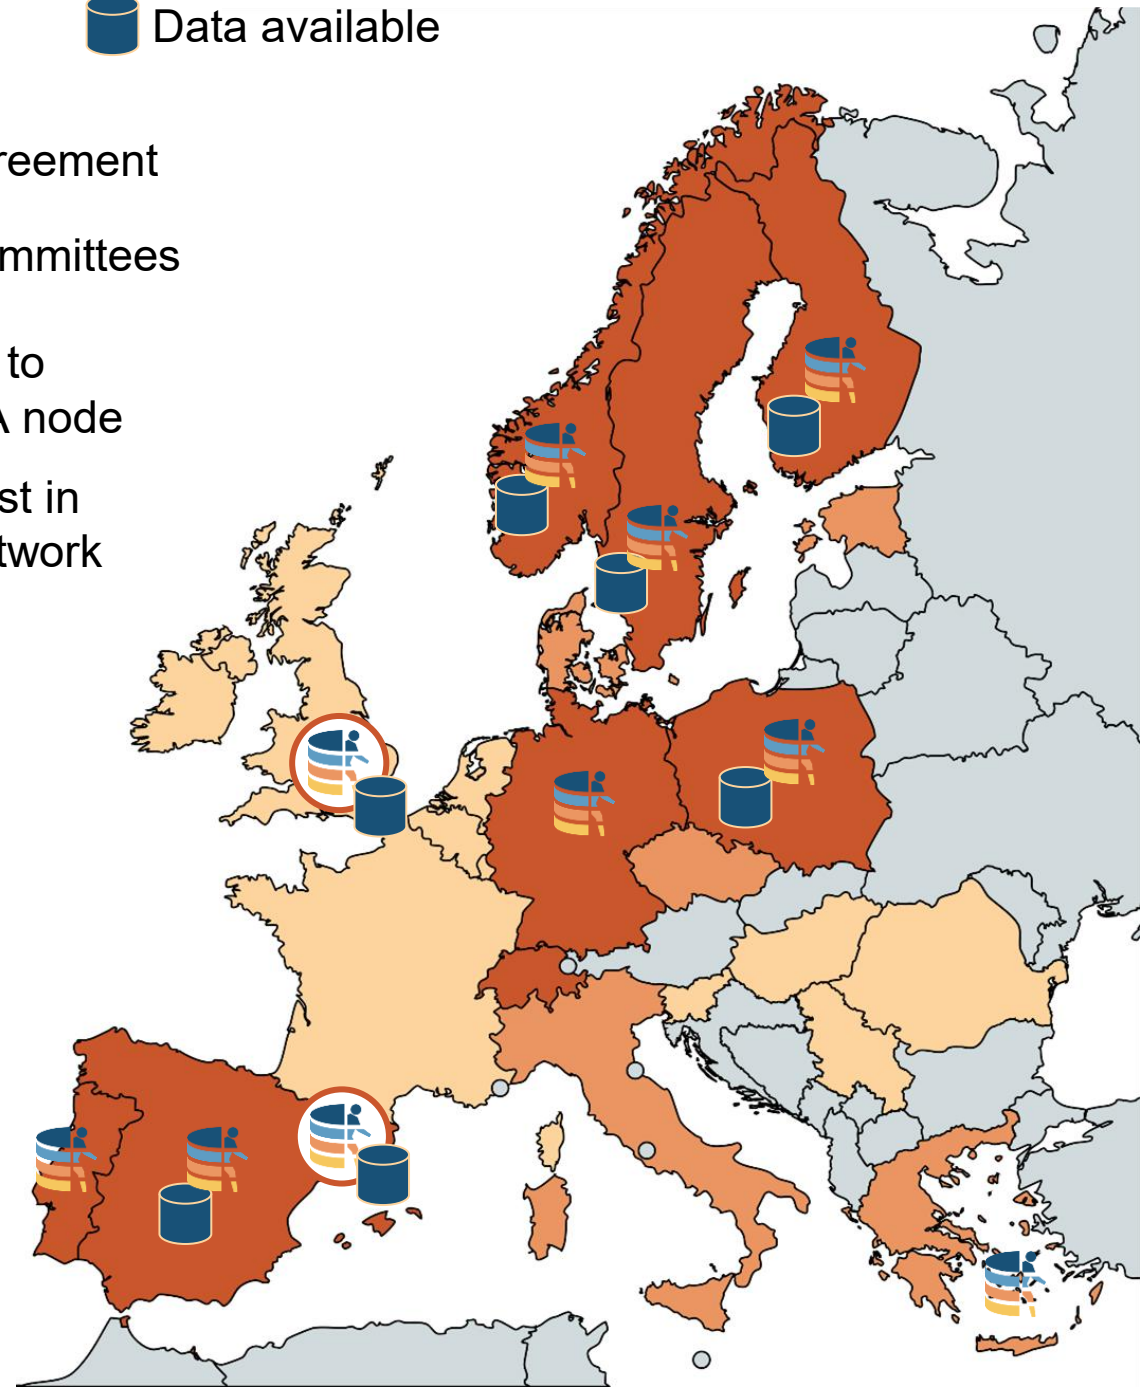 Data available
reement
mmittees
to
A node
st in
twork